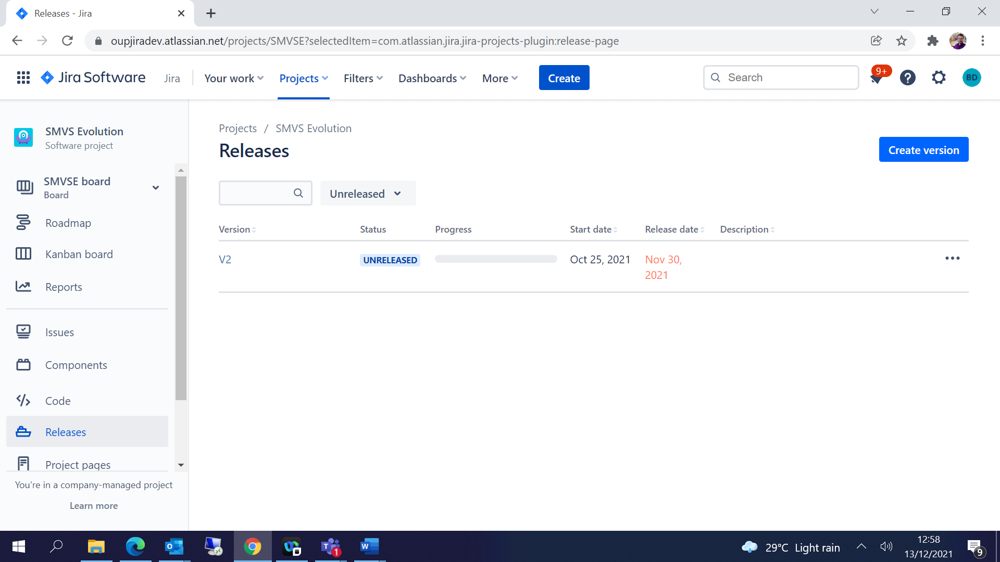 Releases - Jira
oupjiradev.atlassian.net/projects/SMVSE?selectedItem=com.atlassian.jira.jira-projects-plugin:release-page
Jira Software
Jira
Your work
Projects
Filters
Dashboards
More
Create
Search
9+
BD
SMVS Evolution
Software project
SMVSE board
Board
Roadmap
Kanban board
Reports
Issues
Components
Code
Releases
Project pages
You're in a company-managed project
Learn more
Projects / SMVS Evolution
Releases
Create version
Unreleased
Version Status Progress Start date Release date Description
V2 UNRELEASED Oct 25, 2021 Nov 30,
2021
29°C Light rain
12:58
13/12/2021
9
1